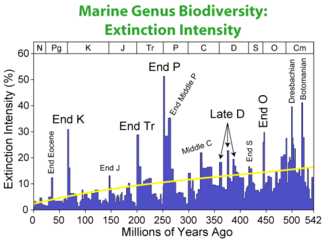 Marine Genus Biodiversity:
Extinction Intensity
N Pg K J Tr P C D S O Cm
Extinction Intensity (%)
60
50
40
30
20
10
0
End Eocene
End K
End J
End Tr
End P
End Middle P
Middle C
Late D
End S
End O
Dresbachian
Botomanian
0 50 100 150 200 250 300 350 400 450 500 542
Millions of Years Ago